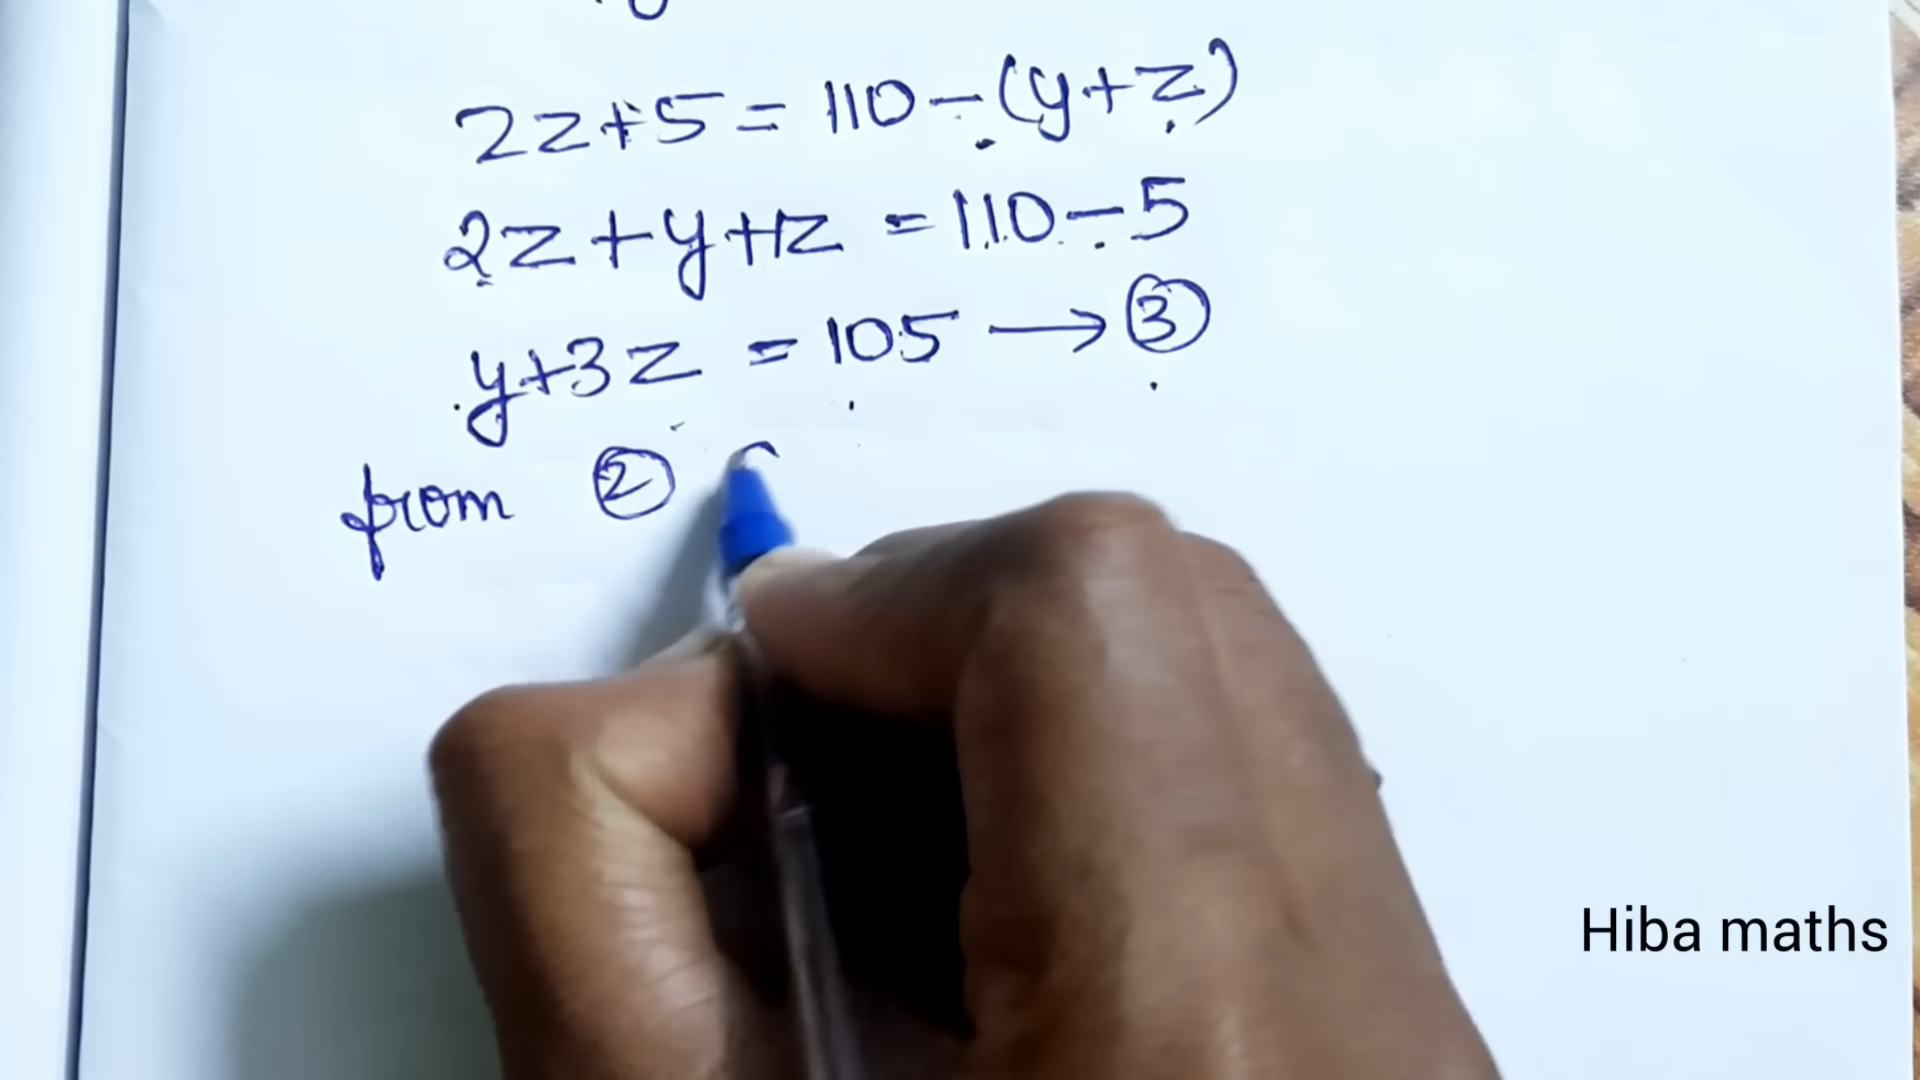 2z+5 = 110-(y+z)
2z+y+z = 110-5
y+3z = 105 → ③
from ②
Hiba maths